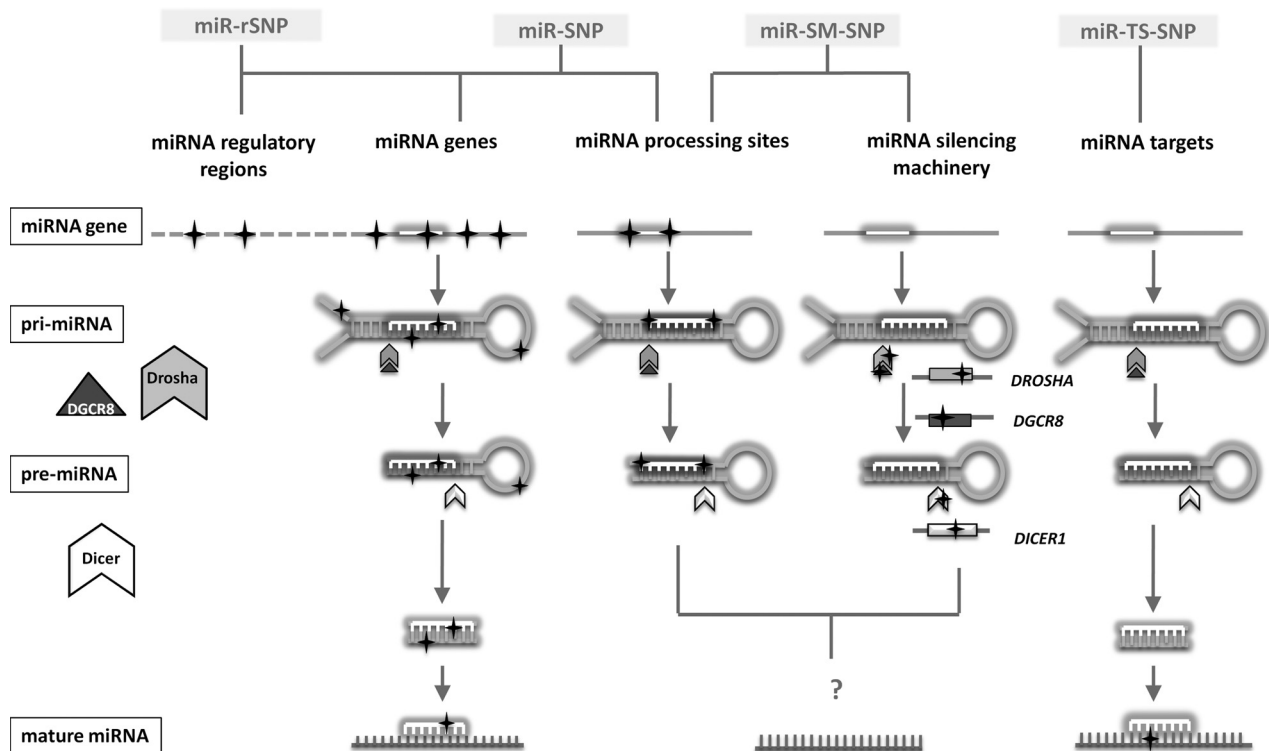 miR-rSNP
miR-SNP
miR-SM-SNP
miR-TS-SNP
miRNA regulatory
regions
miRNA genes
miRNA processing sites
miRNA silencing
machinery
miRNA targets
miRNA gene
pri-miRNA
Drosha
DGCR8
DROSHA
DGCR8
pre-miRNA
Dicer
DICER1
?
mature miRNA